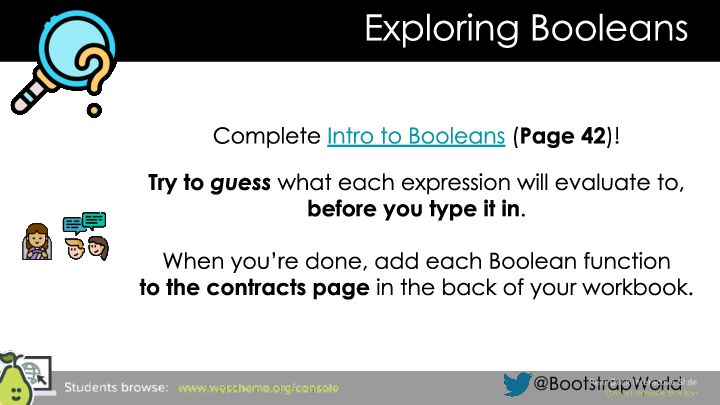 Exploring Booleans
Complete Intro to Booleans (Page 42)!
Try to guess what each expression will evaluate to,
before you type it in.
When you’re done, add each Boolean function
to the contracts page in the back of your workbook.
Students browse: www.wescheme.org/console
@BootstrapWorld